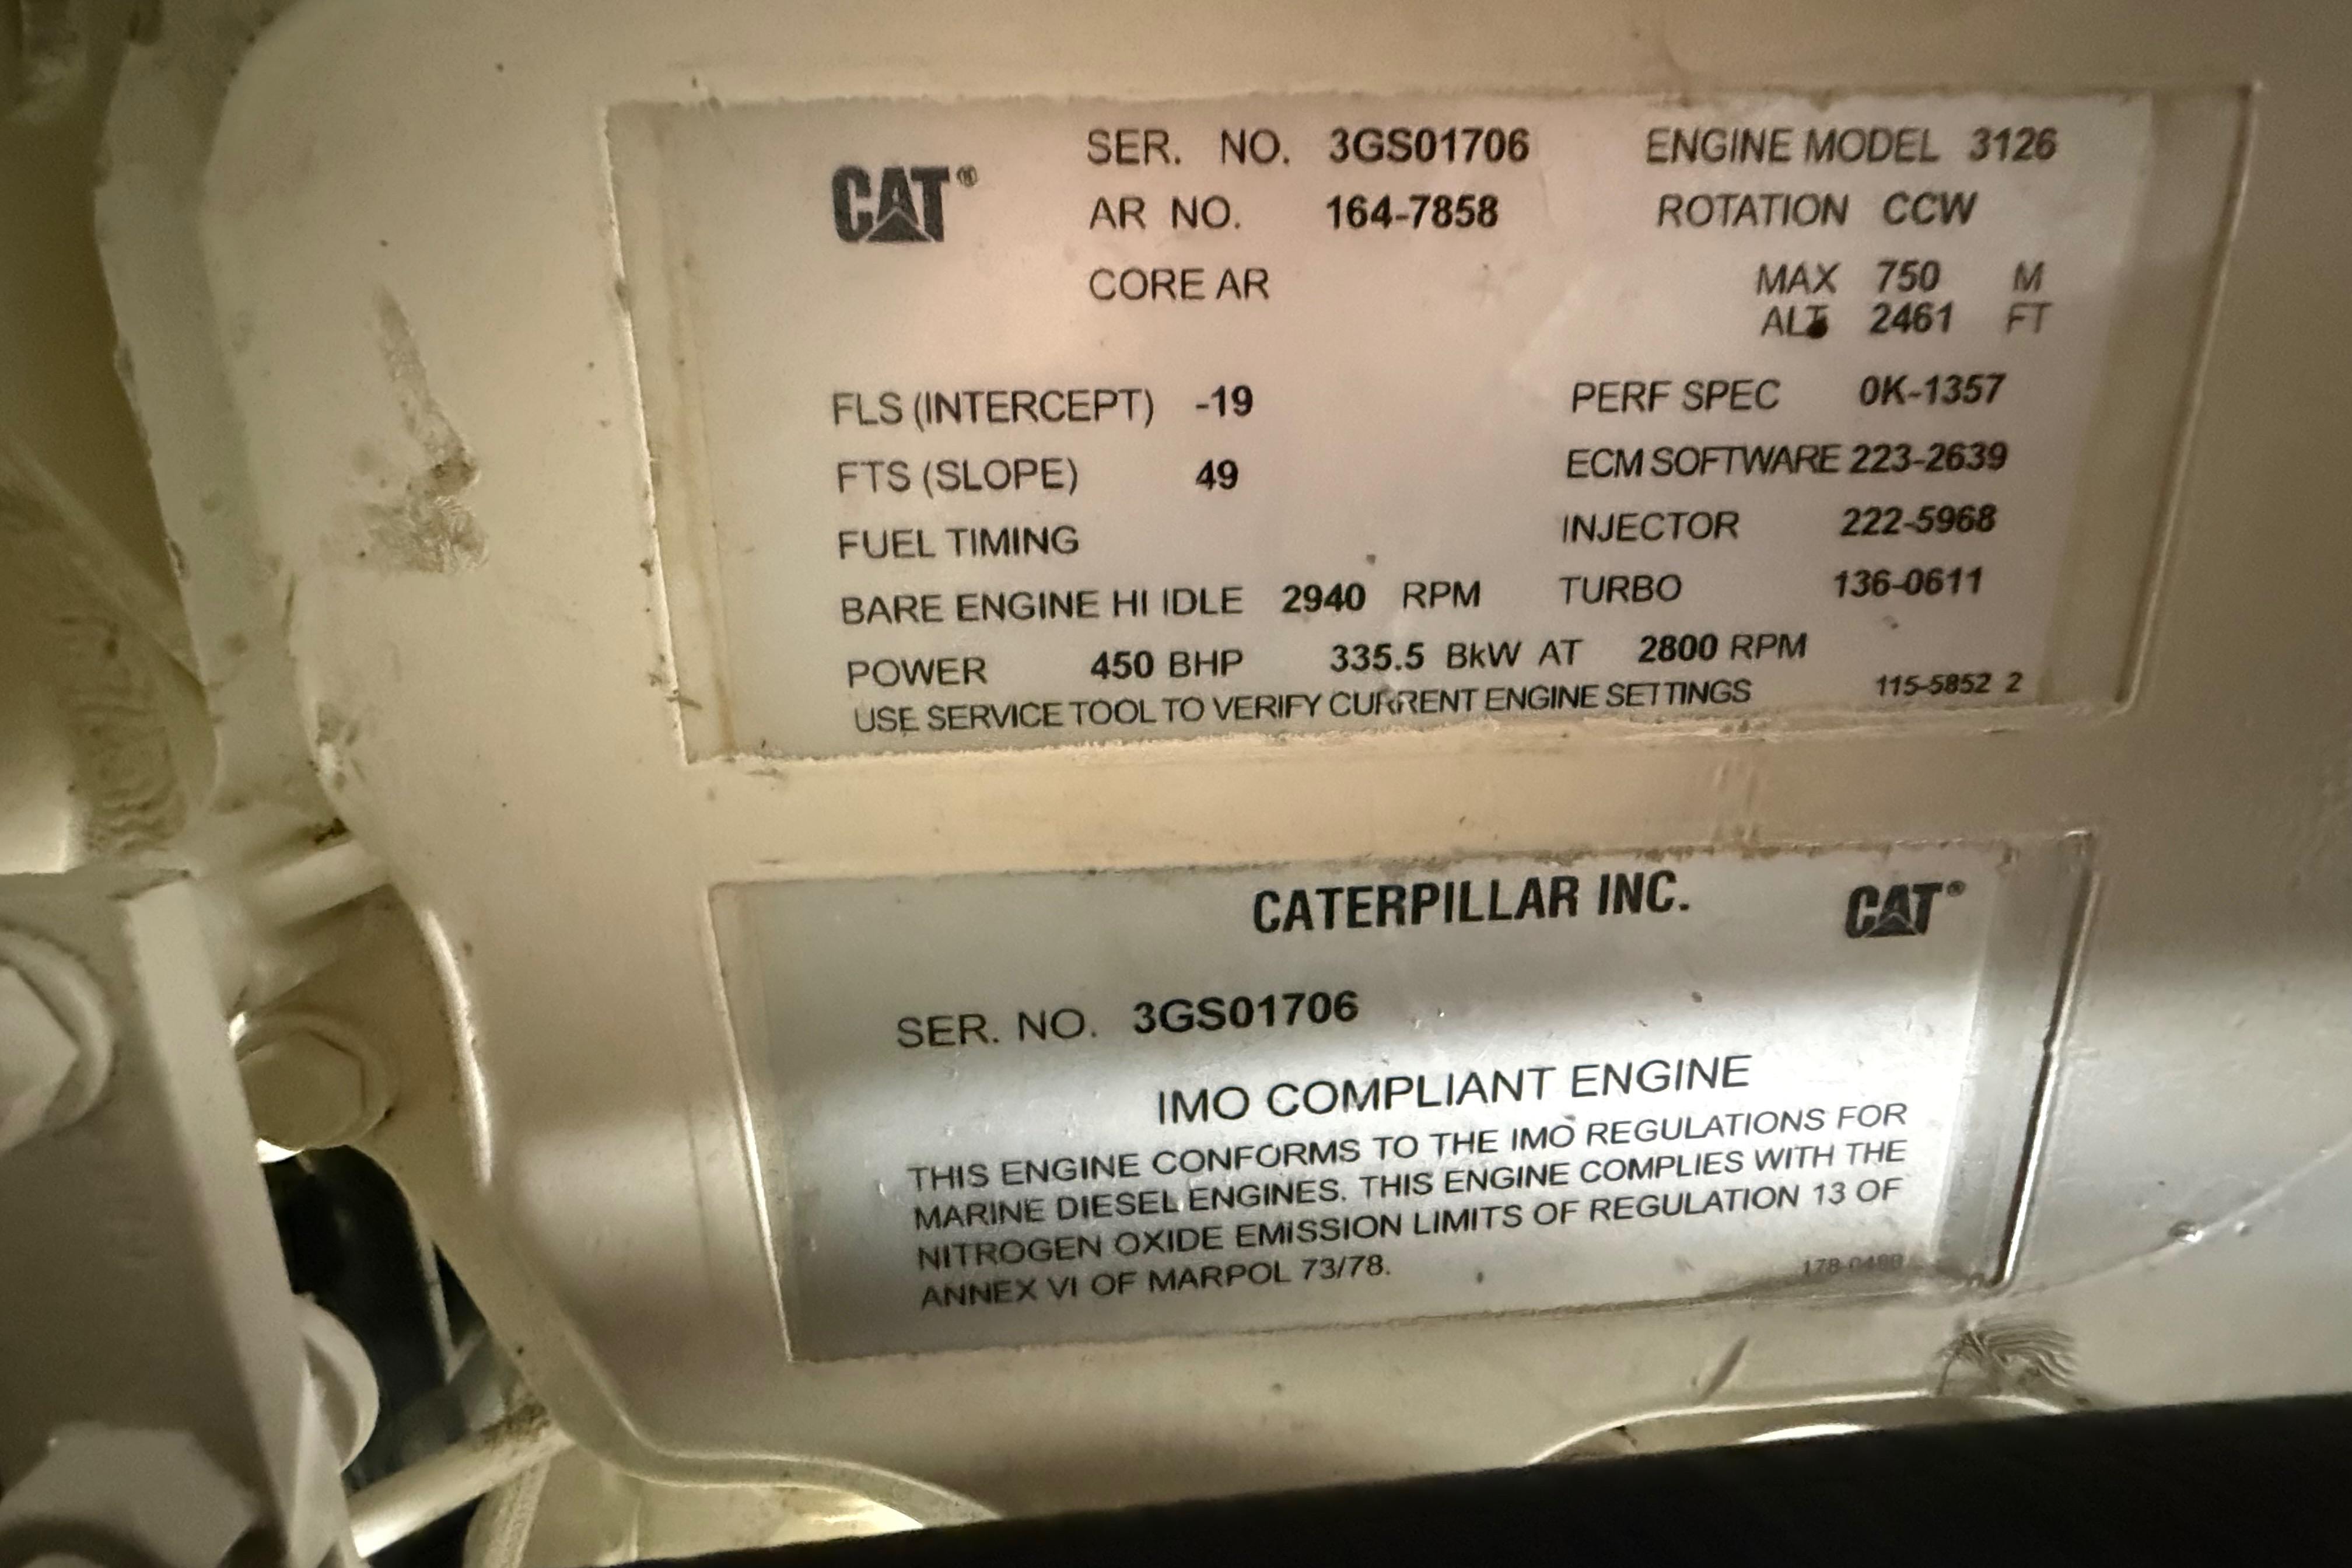 CAT®
SER. NO. 3GS01706 ENGINE MODEL 3126
AR NO. 164-7858 ROTATION CCW
CORE AR MAX 750 M
ALT 2461 FT
FLS (INTERCEPT) -19 PERF SPEC 0K-1357
FTS (SLOPE) 49 ECM SOFTWARE 223-2639
FUEL TIMING INJECTOR 222-5968
BARE ENGINE HI IDLE 2940 RPM TURBO 136-0611
POWER 450 BHP 335.5 BkW AT 2800 RPM
USE SERVICE TOOL TO VERIFY CURRENT ENGINE SETTINGS 115-5852 2
CATERPILLAR INC. CAT®
SER. NO. 3GS01706
IMO COMPLIANT ENGINE
THIS ENGINE CONFORMS TO THE IMO REGULATIONS FOR
MARINE DIESEL ENGINES. THIS ENGINE COMPLIES WITH THE
NITROGEN OXIDE EMISSION LIMITS OF REGULATION 13 OF
ANNEX VI OF MARPOL 73/78.